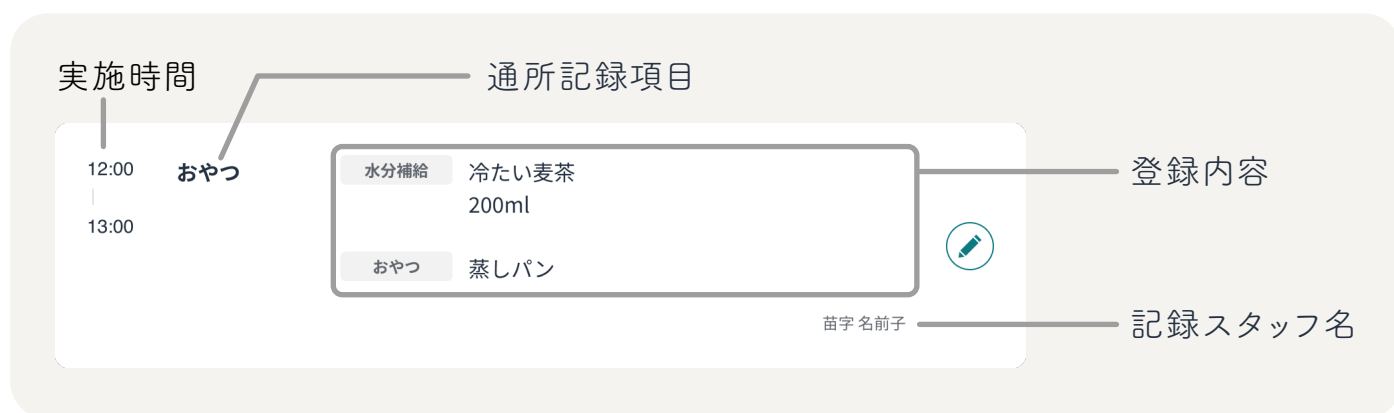 実施時間
通所記録項目
12:00
おやつ
水分補給
冷たい麦茶
200ml
登録内容
13:00
おやつ
蒸しパン
苗字 名前子
記録スタッフ名